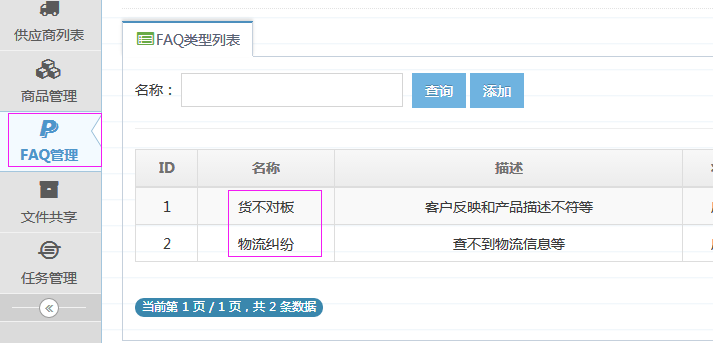 供应商列表
商品管理
FAQ管理
文件共享
任务管理
FAQ类型列表
名称：
查询 添加
ID 名称 描述
1 货不对板 客户反映和产品描述不符等
2 物流纠纷 查不到物流信息等
当前第 1 页 / 1 页，共 2 条数据